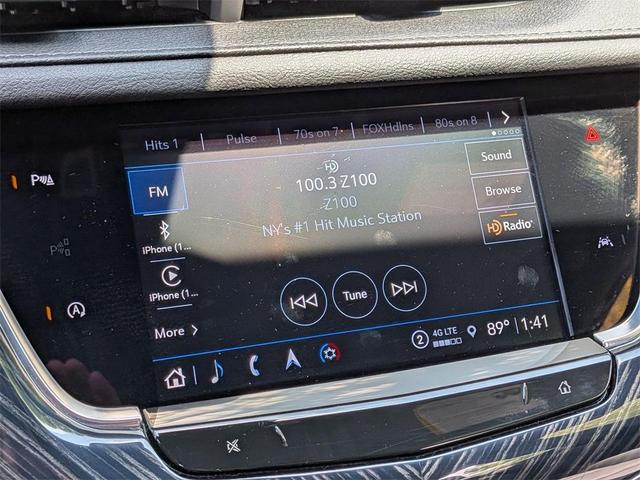 Hits 1 Pulse 70s on 7 FOXHdlns 80s on 8
FM
HD
100.3 Z100
Z100
NY's #1 Hit Music Station
Sound
Browse
HD Radio
iPhone (1...
iPhone (1...
More
Tune
2 4G LTE 89° 1:41
P
P
A